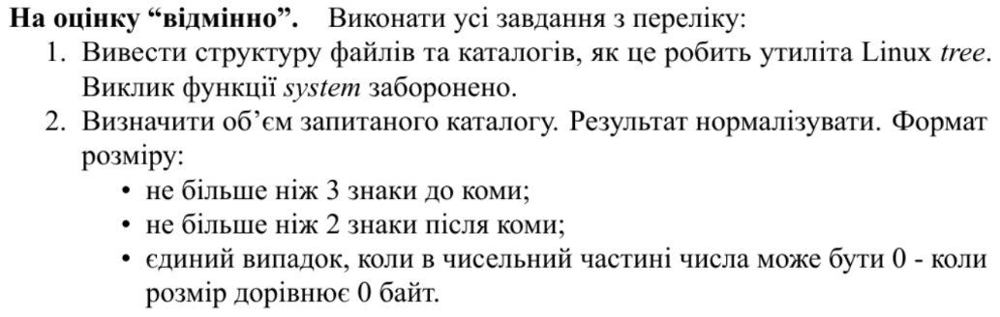 На оцінку “відмінно”. Виконати усі завдання з переліку:
1. Вивести структуру файлів та каталогів, як це робить утиліта Linux tree.
Виклик функції system заборонено.
2. Визначити об’єм запитаного каталогу. Результат нормалізувати. Формат
розміру:
• не більше ніж 3 знаки до коми;
• не більше ніж 2 знаки після коми;
• єдиний випадок, коли в чисельний частині числа може бути 0 - коли
розмір дорівнює 0 байт.